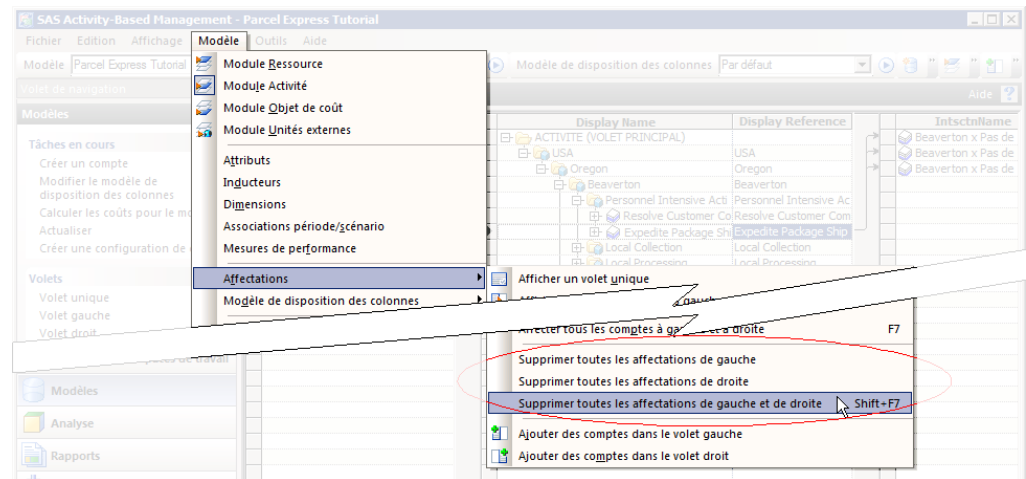 SAS Activity-Based Management - Parcel Express Tutorial
Fichier Edition Affichage Modèle Outils Aide
Modèle Parcel Express Tutorial
Modèle de disposition des colonnes Par défaut
Volet de navigation
Aide
Modèles
Tâches en cours
Créer un compte
Modifier le modèle de
disposition des colonnes
Calculer les coûts pour le mo
Actualiser
Créer une configuration de
Volets
Volet unique
Volet gauche
Volet droit
de travail
Modèles
Analyse
Rapports
Module Ressource
Module Activité
Module Objet de coût
Module Unités externes
Attributs
Inducteurs
Dimensions
Associations période/scénario
Mesures de performance
Affectations
Modèle de disposition des colonnes
Display Name Display Reference IntsctnName
ACTIVITE (VOLET PRINCIPAL) Beaverton x Pas de
USA USA Beaverton x Pas de
Oregon Oregon Beaverton x Pas de
Beaverton Beaverton
Personnel Intensive Acti Personnel Intensive Ac
Resolve Customer Co Resolve Customer Com
Expedite Package Shi Expedite Package Ship
Local Collection Local Collection
Local Processing Local Processing
Afficher un volet unique
gauche
Affecter tous les comptes à ga et à droite F7
Supprimer toutes les affectations de gauche
Supprimer toutes les affectations de droite
Supprimer toutes les affectations de gauche et de droite Shift+F7
Ajouter des comptes dans le volet gauche
Ajouter des comptes dans le volet droit